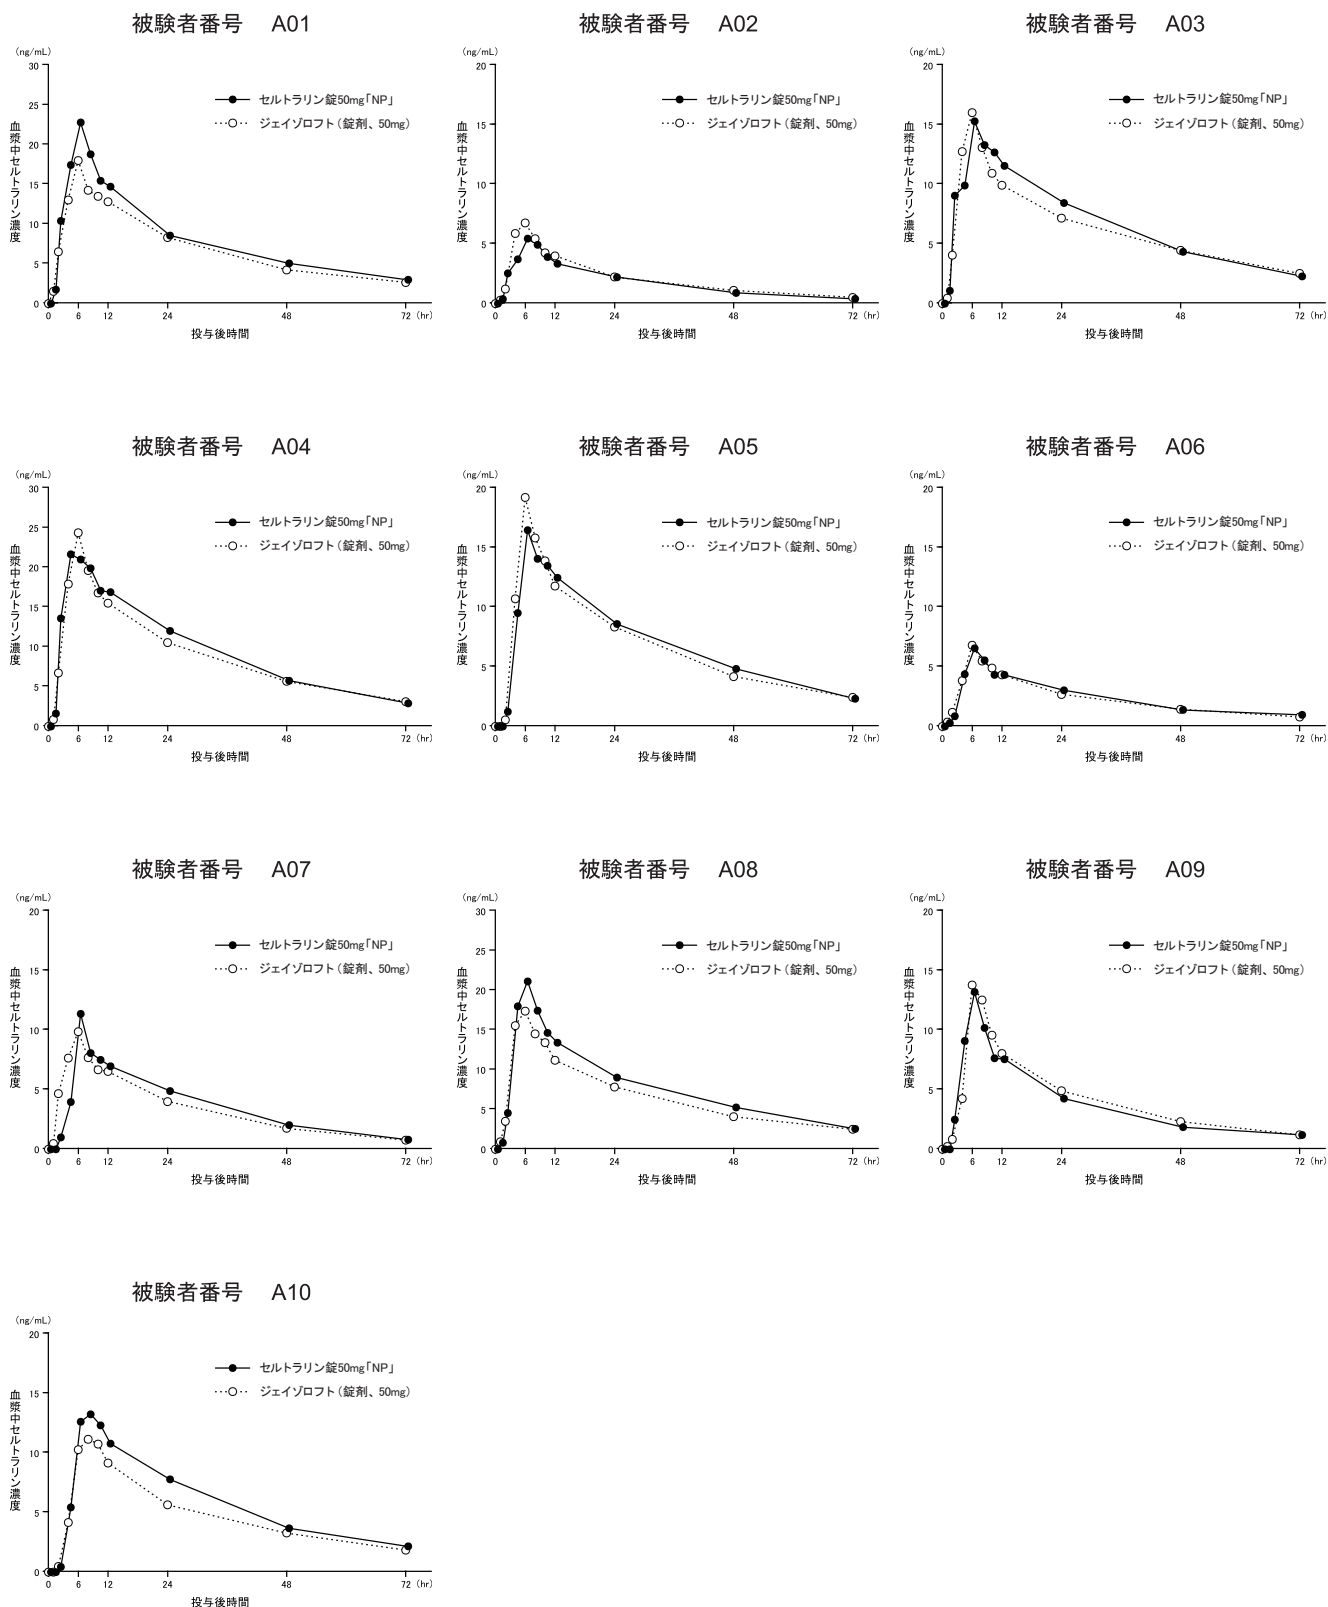 被験者番号 A01
(ng/mL)
30
25
20
15
10
5
0
血漿中セルトラリン濃度
セルトラリン錠50mg「NP」
ジェイゾロフト(錠剤、50mg)
0 6 12 24 48 72 (hr)
投与後時間
被験者番号 A02
(ng/mL)
20
15
10
5
0
血漿中セルトラリン濃度
セルトラリン錠50mg「NP」
ジェイゾロフト(錠剤、50mg)
0 6 12 24 48 72 (hr)
投与後時間
被験者番号 A03
(ng/mL)
20
15
10
5
0
血漿中セルトラリン濃度
セルトラリン錠50mg「NP」
ジェイゾロフト(錠剤、50mg)
0 6 12 24 48 72 (hr)
投与後時間
被験者番号 A04
(ng/mL)
30
25
20
15
10
5
0
血漿中セルトラリン濃度
セルトラリン錠50mg「NP」
ジェイゾロフト(錠剤、50mg)
0 6 12 24 48 72 (hr)
投与後時間
被験者番号 A05
(ng/mL)
20
15
10
5
0
血漿中セルトラリン濃度
セルトラリン錠50mg「NP」
ジェイゾロフト(錠剤、50mg)
0 6 12 24 48 72 (hr)
投与後時間
被験者番号 A06
(ng/mL)
20
15
10
5
0
血漿中セルトラリン濃度
セルトラリン錠50mg「NP」
ジェイゾロフト(錠剤、50mg)
0 6 12 24 48 72 (hr)
投与後時間
被験者番号 A07
(ng/mL)
20
15
10
5
0
血漿中セルトラリン濃度
セルトラリン錠50mg「NP」
ジェイゾロフト(錠剤、50mg)
0 6 12 24 48 72 (hr)
投与後時間
被験者番号 A08
(ng/mL)
30
25
20
15
10
5
0
血漿中セルトラリン濃度
セルトラリン錠50mg「NP」
ジェイゾロフト(錠剤、50mg)
0 6 12 24 48 72 (hr)
投与後時間
被験者番号 A09
(ng/mL)
20
15
10
5
0
血漿中セルトラリン濃度
セルトラリン錠50mg「NP」
ジェイゾロフト(錠剤、50mg)
0 6 12 24 48 72 (hr)
投与後時間
被験者番号 A10
(ng/mL)
20
15
10
5
0
血漿中セルトラリン濃度
セルトラリン錠50mg「NP」
ジェイゾロフト(錠剤、50mg)
0 6 12 24 48 72 (hr)
投与後時間